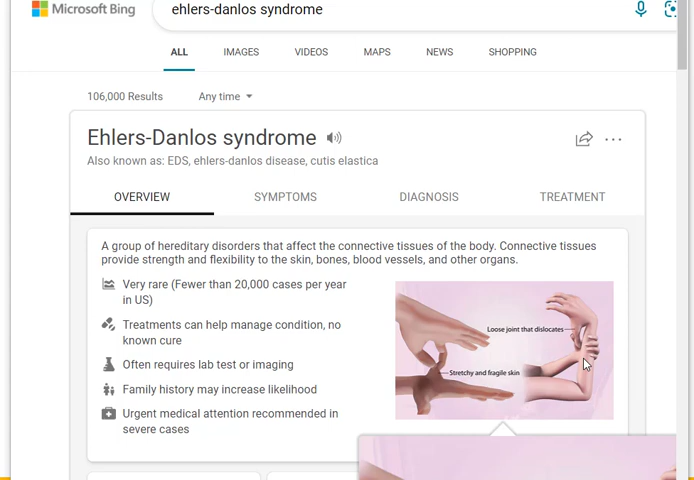 Microsoft Bing
ehlers-danlos syndrome
ALL
IMAGES
VIDEOS
MAPS
NEWS
SHOPPING
106,000 Results
Any time
Ehlers-Danlos syndrome
Also known as: EDS, ehlers-danlos disease, cutis elastica
OVERVIEW
SYMPTOMS
DIAGNOSIS
TREATMENT
A group of hereditary disorders that affect the connective tissues of the body. Connective tissues
provide strength and flexibility to the skin, bones, blood vessels, and other organs.
Very rare (Fewer than 20,000 cases per year
in US)
Treatments can help manage condition, no
known cure
Often requires lab test or imaging
Family history may increase likelihood
Urgent medical attention recommended in
severe cases
Loose joint that dislocates
Stretchy and fragile skin